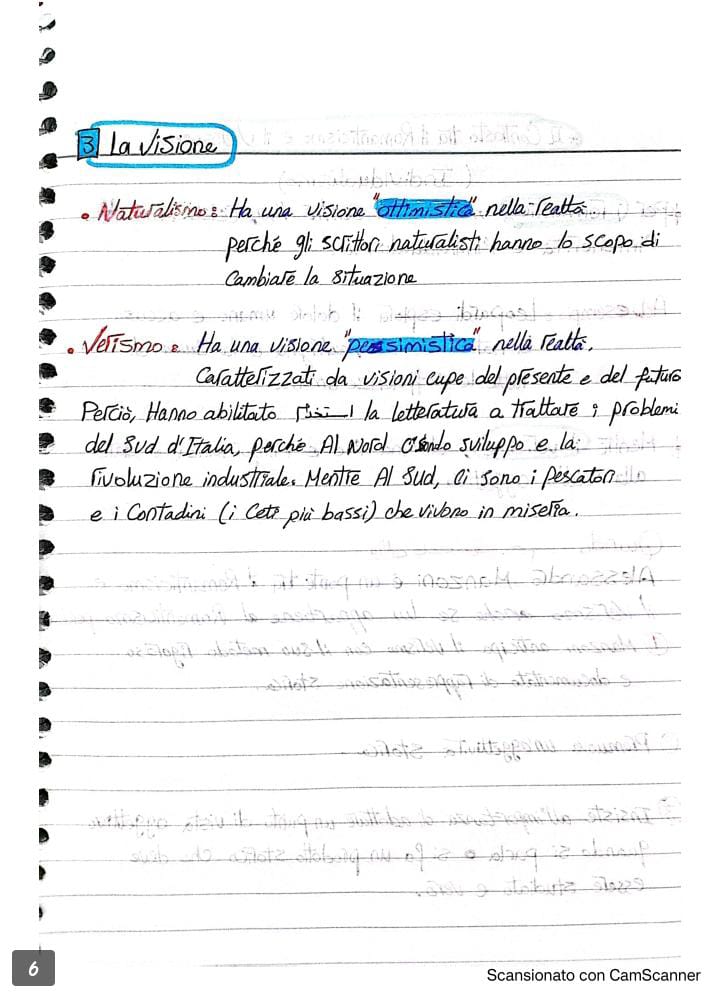 3 La Visione
• Naturalismo: Ha una visione "ottimistica" nella realtà
perché gli scrittori naturalisti hanno lo scopo di
Cambiare la situazione
• Verismo: Ha una visione "pessimistica" nella realtà.
Caratterizzati da visioni cupe del presente e del futuro
Perciò, Hanno abilitato استخدم la letteratura a trattare i problemi
del Sud d'Italia, perché Al Nord C'sono sviluppo e la
rivoluzione industriale. Mentre Al Sud, ci sono i Pescatori
e i Contadini (i Ceti più bassi) che vivono in miseria.
6
Scansionato con CamScanner